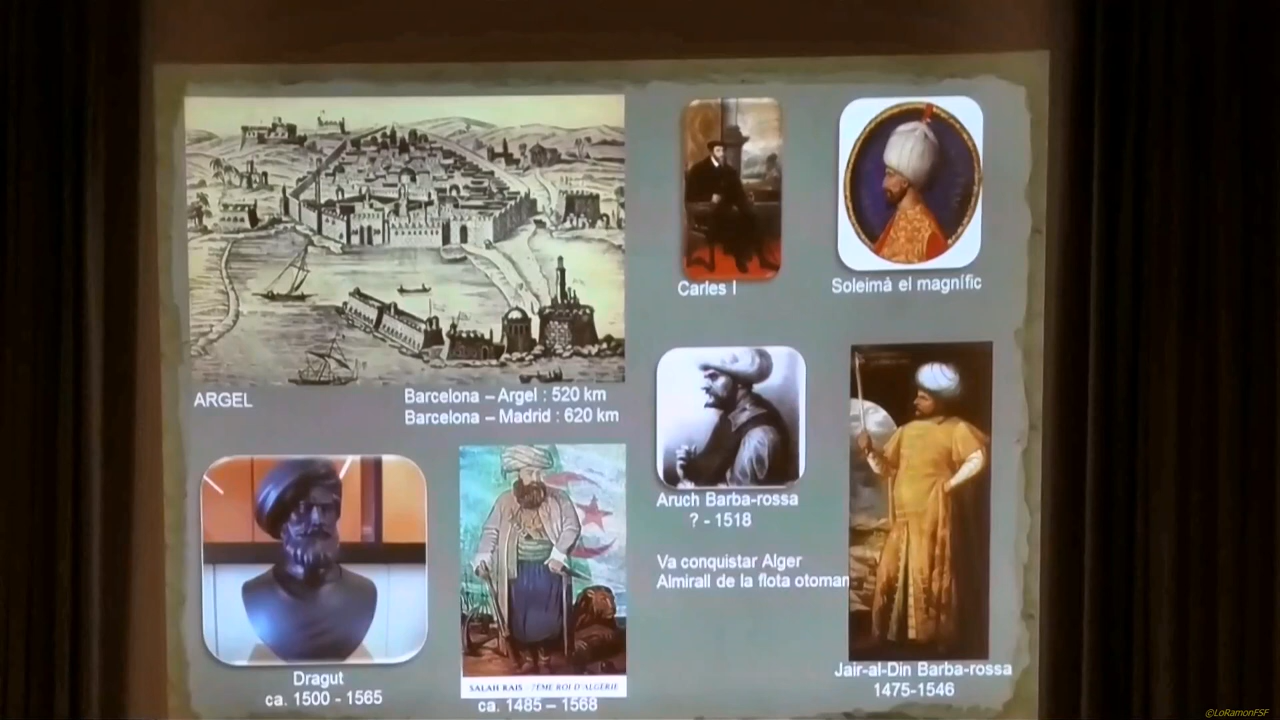 Carles I
Soleimà el magnífic
ARGEL
Barcelona – Argel : 520 km
Barcelona – Madrid : 620 km
Aruch Barba-rossa
? - 1518
Va conquistar Alger
Almirall de la flota otoman
Dragut
ca. 1500 - 1565
SALAH RAIS - 7ÈME ROI D'ALGÉRIE
ca. 1485 – 1568
Jair-al-Din Barba-rossa
1475-1546
©LoRamonFSF